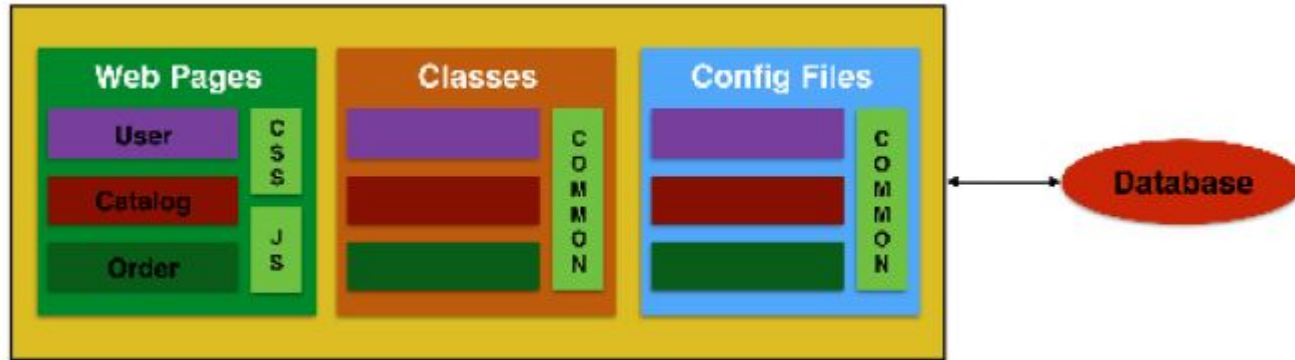 Web Pages
User
Catalog
Order
CSS
JS
Classes
COMMON
Config Files
COMMON
Database